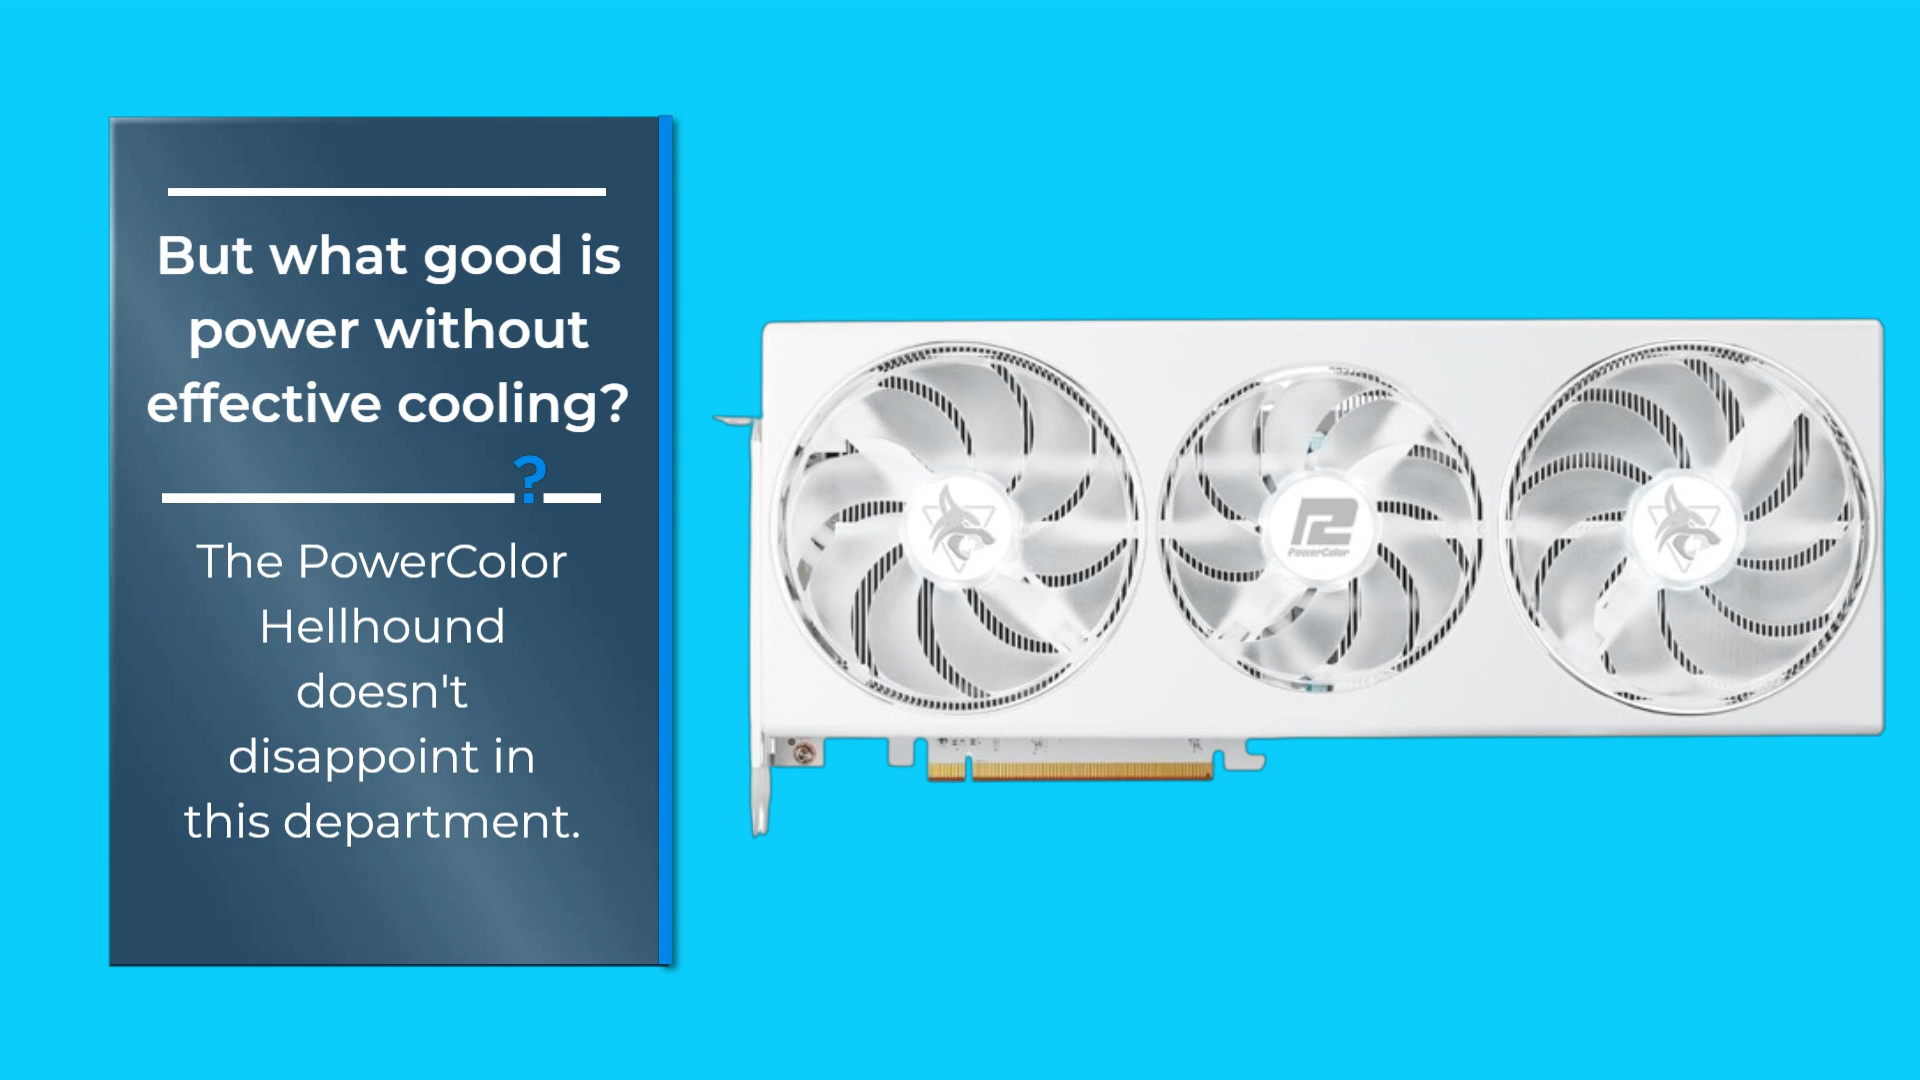 But what good is
power without
effective cooling?
?
The PowerColor
Hellhound
doesn't
disappoint in
this department.
PowerColor